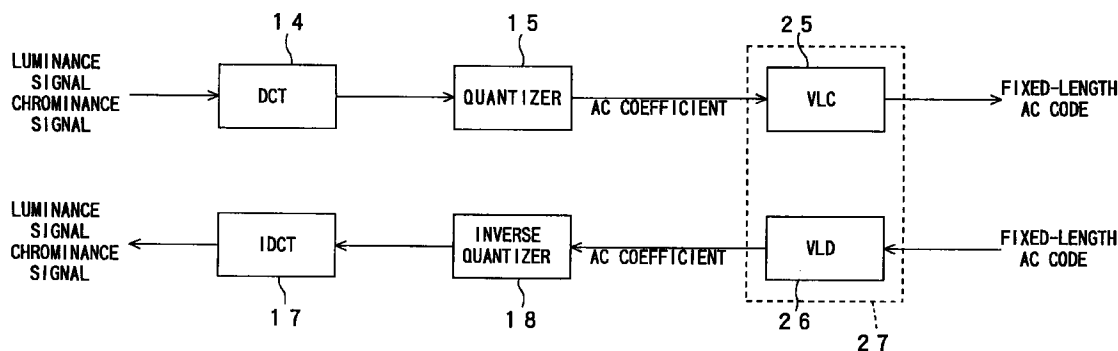 14
15
25
LUMINANCE
SIGNAL
CHROMINANCE
SIGNAL
DCT
QUANTIZER
AC COEFFICIENT
VLC
FIXED-LENGTH
AC CODE
LUMINANCE
SIGNAL
CHROMINANCE
SIGNAL
IDCT
INVERSE
QUANTIZER
AC COEFFICIENT
VLD
FIXED-LENGTH
AC CODE
17
18
26
27